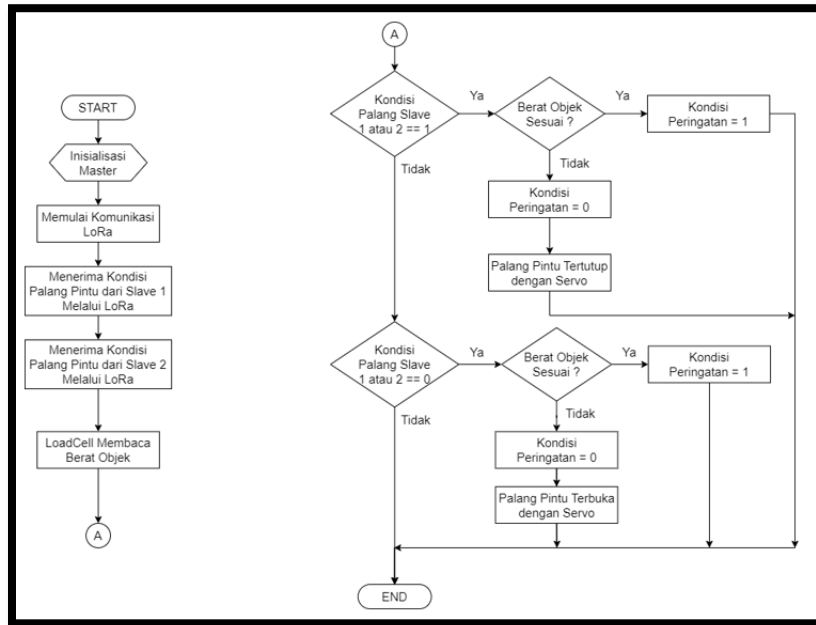 START
Inisialisasi
Master
Memulai Komunikasi
LoRa
Menerima Kondisi
Palang Pintu dari Slave 1
Melalui LoRa
Menerima Kondisi
Palang Pintu dari Slave 2
Melalui LoRa
LoadCell Membaca
Berat Objek
A
A
Kondisi
Palang Slave
1 atau 2 == 1
Ya
Berat Objek
Sesuai ?
Ya
Kondisi
Peringatan = 1
Tidak
Tidak
Kondisi
Peringatan = 0
Palang Pintu Tertutup
dengan Servo
Kondisi
Palang Slave
1 atau 2 == 0
Ya
Berat Objek
Sesuai ?
Ya
Kondisi
Peringatan = 1
Tidak
Tidak
Kondisi
Peringatan = 0
Palang Pintu Terbuka
dengan Servo
END